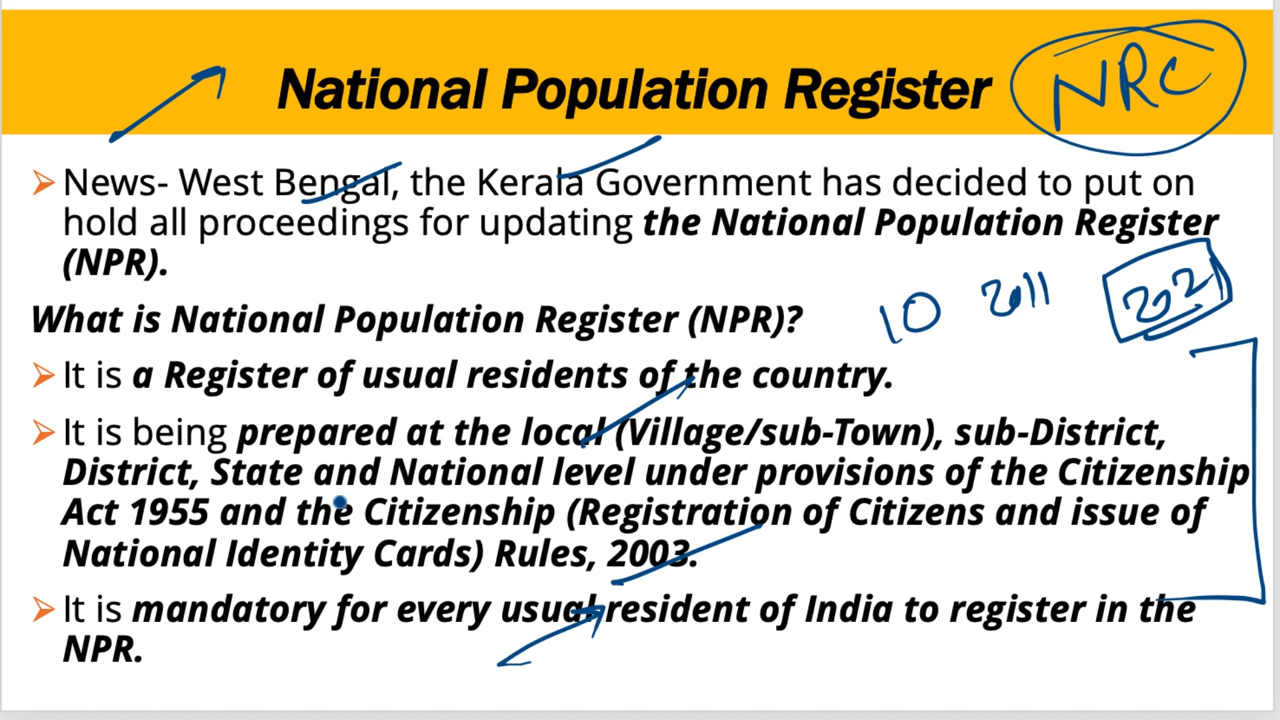 National Population Register NRC
➤ News- West Bengal, the Kerala Government has decided to put on
hold all proceedings for updating the National Population Register
(NPR).
10 2011 2021
What is National Population Register (NPR)?
➤ It is a Register of usual residents of the country.
➤ It is being prepared at the local (Village/sub-Town), sub-District,
District, State and National level under provisions of the Citizenship
Act 1955 and the Citizenship (Registration of Citizens and issue of
National Identity Cards) Rules, 2003.
➤ It is mandatory for every usual resident of India to register in the
NPR.